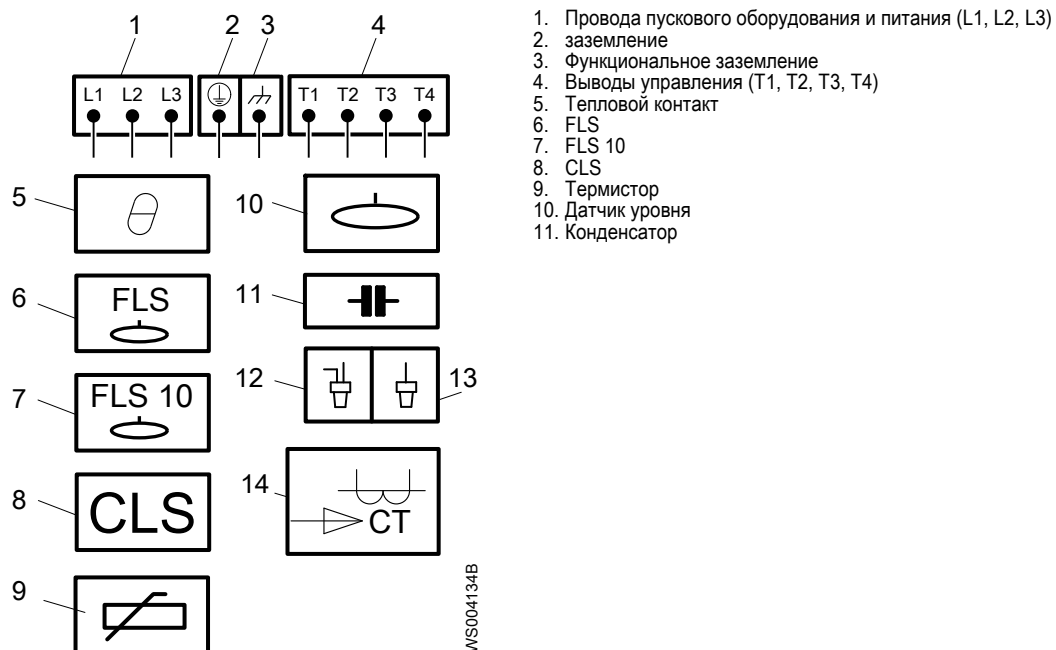 1 2 3 4
L1 L2 L3 T1 T2 T3 T4
5
10
6
FLS
11
7
FLS 10
12
13
8
CLS
14
CT
9
WS004134B
1. Провода пускового оборудования и питания (L1, L2, L3)
2. заземление
3. Функциональное заземление
4. Выводы управления (T1, T2, T3, T4)
5. Тепловой контакт
6. FLS
7. FLS 10
8. CLS
9. Термистор
10. Датчик уровня
11. Конденсатор